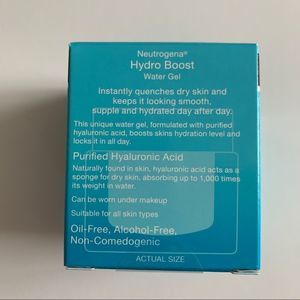 Neutrogena®
Hydro Boost
Water Gel
Instantly quenches dry skin and
keeps it looking smooth,
supple and hydrated day after day.
This unique water gel, formulated with purified
hyaluronic acid, boosts skins hydration level and
locks it in all day.
Purified Hyaluronic Acid
Naturally found in skin, hyaluronic acid acts as a
sponge for dry skin, absorbing up to 1,000 times
its weight in water.
Can be worn under makeup
Suitable for all skin types
Oil-Free, Alcohol-Free,
Non-Comedogenic
ACTUAL SIZE